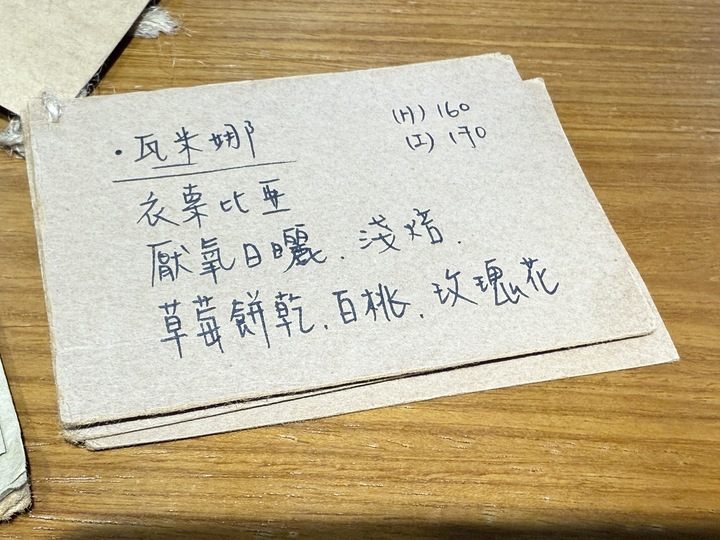 ·瓦米娜
(H) 160
(I) 170
衣索比亞
厭氧日曬.淺焙.
草莓餅乾.白桃.玫瑰花